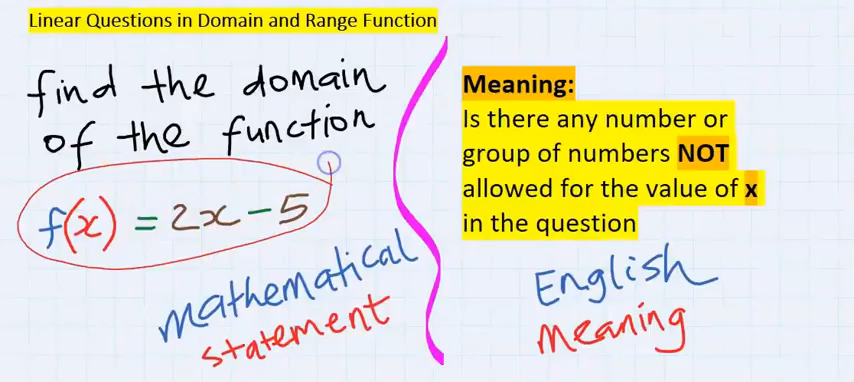 Linear Questions in Domain and Range Function
find the domain
of the function
f(x) = 2x - 5
mathematical
statement
Meaning:
Is there any number or
group of numbers NOT
allowed for the value of x
in the question
English
meaning